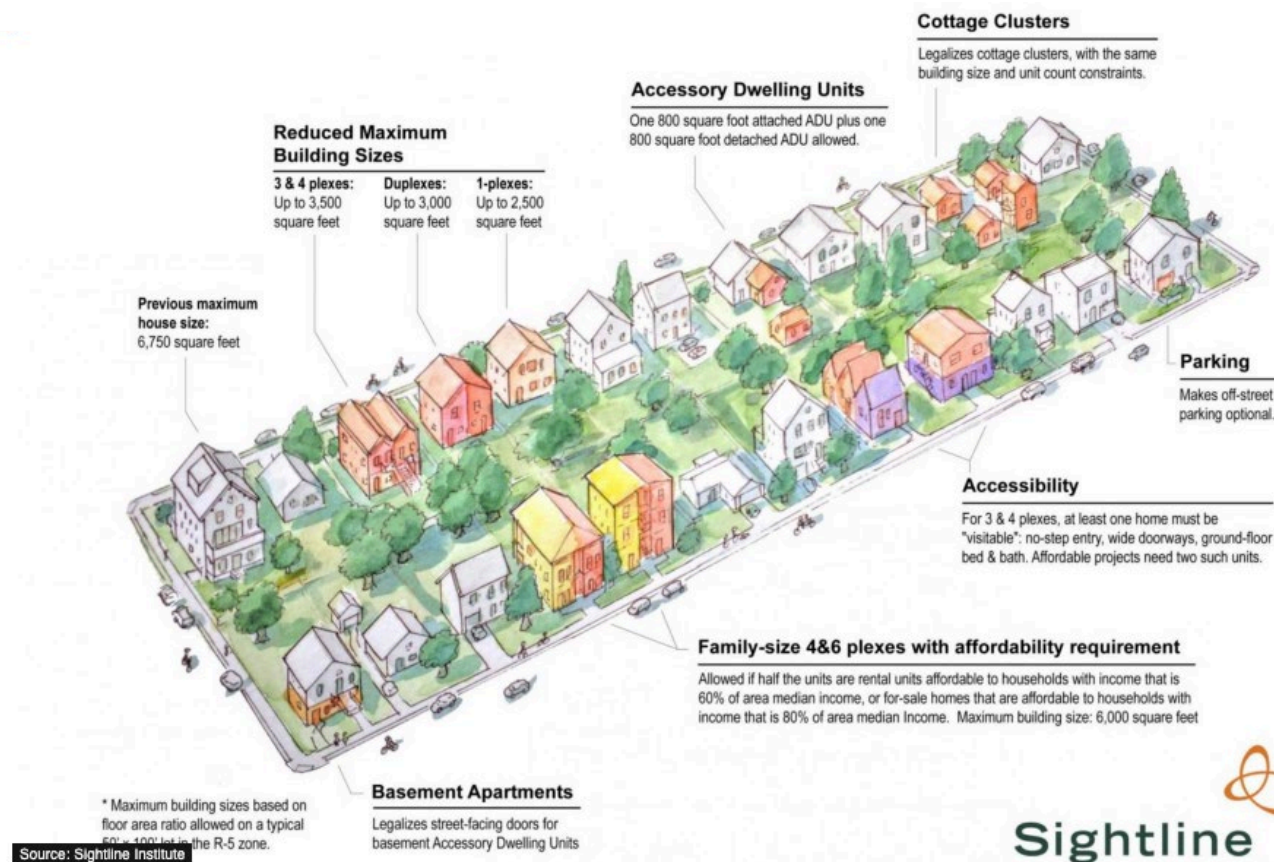 Cottage Clusters
Legalizes cottage clusters, with the same
building size and unit count constraints.
Accessory Dwelling Units
One 800 square foot attached ADU plus one
800 square foot detached ADU allowed.
Reduced Maximum
Building Sizes
3 & 4 plexes:
Up to 3,500
square feet
Duplexes:
Up to 3,000
square feet
1-plexes:
Up to 2,500
square feet
Previous maximum
house size:
6,750 square feet
Parking
Makes off-street
parking optional.
Accessibility
For 3 & 4 plexes, at least one home must be
"visitable": no-step entry, wide doorways, ground-floor
bed & bath. Affordable projects need two such units.
Family-size 4&6 plexes with affordability requirement
Allowed if half the units are rental units affordable to households with income that is
60% of area median income, or for-sale homes that are affordable to households with
income that is 80% of area median Income. Maximum building size: 6,000 square feet
Basement Apartments
Legalizes street-facing doors for
basement Accessory Dwelling Units
* Maximum building sizes based on
floor area ratio allowed on a typical
50' x 100' lot in the R-5 zone.
Source: Sightline Institute
Sightline